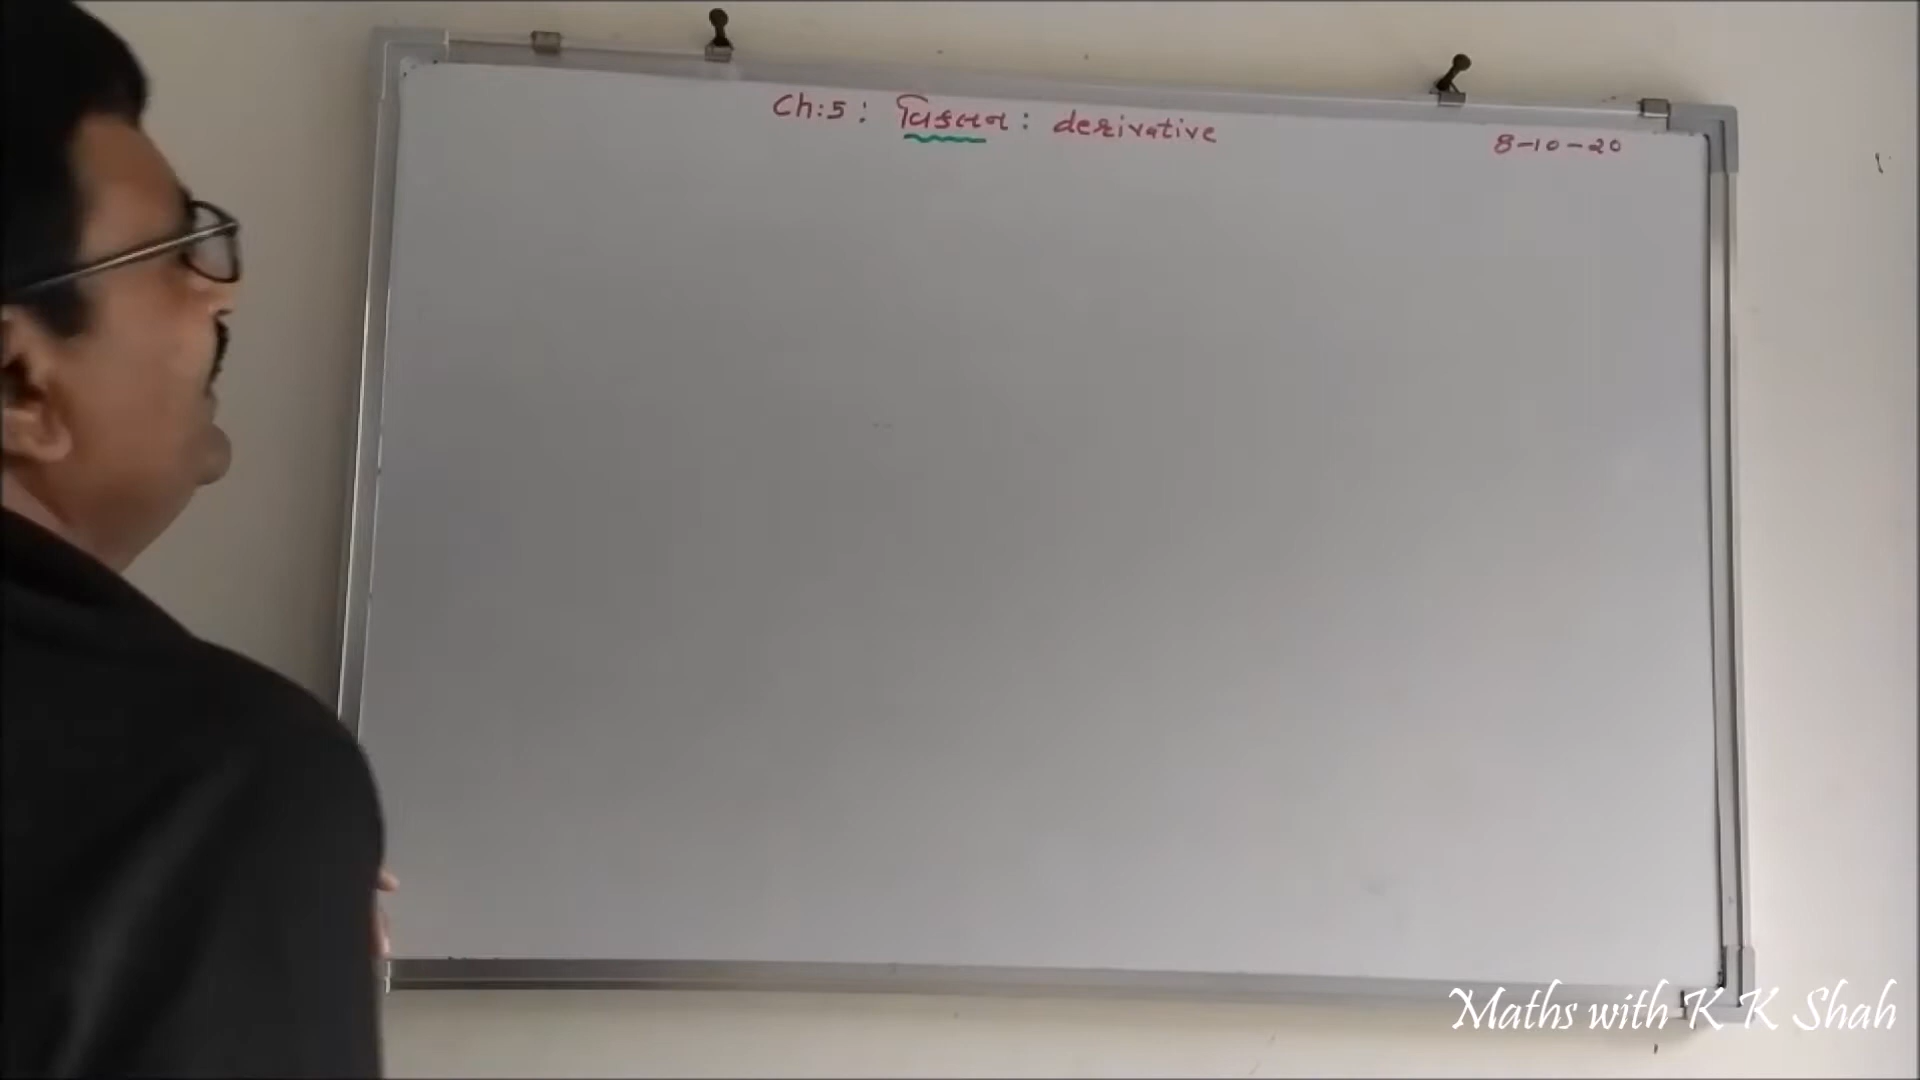 Ch:5: વિકલન: derivative
8-10-20
Maths with K K Shah